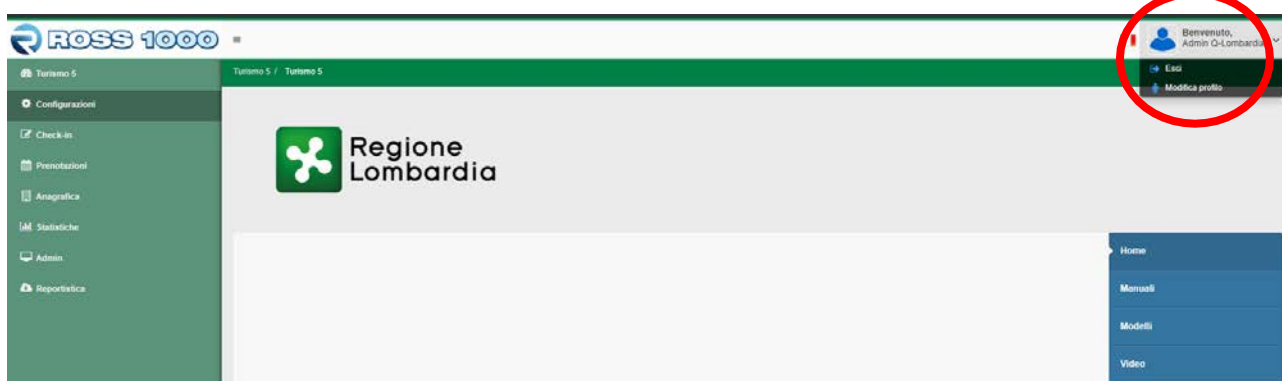 ROSS 1000
Benvenuto,
Admin Q-Lombardia
Esci
Modifica profilo
Turismo 5 / Turismo 5
Turismo 5
Configurazioni
Check-in
Prenotazioni
Anagrafica
Statistiche
Admin
Reportistica
Regione
Lombardia
Home
Manuali
Modelli
Video